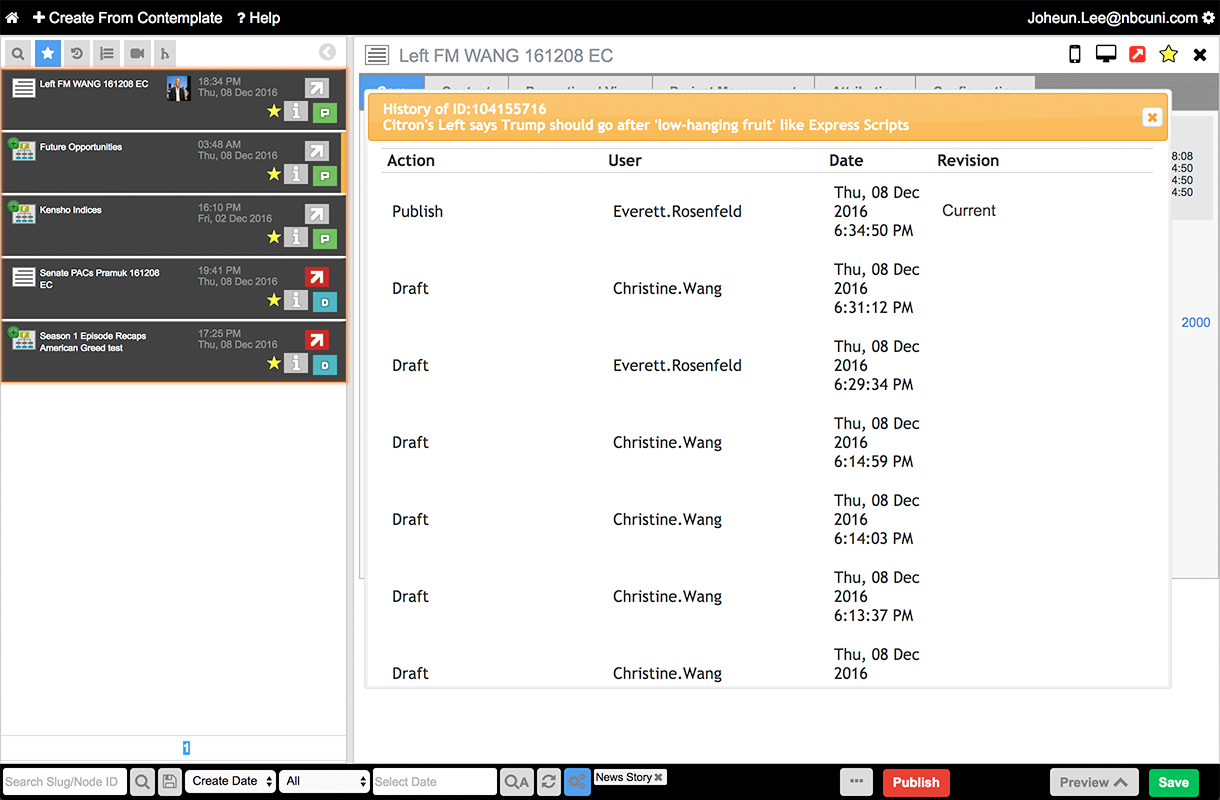 Create From Contemplate ? Help Joheun.Lee@nbcuni.com
Left FM WANG 161208 EC
18:34 PM
Thu, 08 Dec 2016
i P
Future Opportunities
03:48 AM
Thu, 08 Dec 2016
i P
Kensho Indices
16:10 PM
Fri, 02 Dec 2016
i P
Senate PACs Pramuk 161208
EC
19:41 PM
Thu, 08 Dec 2016
i D
Season 1 Episode Recaps
American Greed test
17:25 PM
Thu, 08 Dec 2016
i D
1
Left FM WANG 161208 EC
History of ID:104155716
Citron's Left says Trump should go after 'low-hanging fruit' like Express Scripts
Action User Date Revision
Publish Everett.Rosenfeld Thu, 08 Dec
2016
6:34:50 PM
Current
Draft Christine.Wang Thu, 08 Dec
2016
6:31:12 PM
Draft Everett.Rosenfeld Thu, 08 Dec
2016
6:29:34 PM
Draft Christine.Wang Thu, 08 Dec
2016
6:14:59 PM
Draft Christine.Wang Thu, 08 Dec
2016
6:14:03 PM
Draft Christine.Wang Thu, 08 Dec
2016
6:13:37 PM
Draft Christine.Wang Thu, 08 Dec
2016
8:08
4:50
4:50
4:50
2000
Search Slug/Node ID Create Date All Select Date QA News Story Publish Preview Save